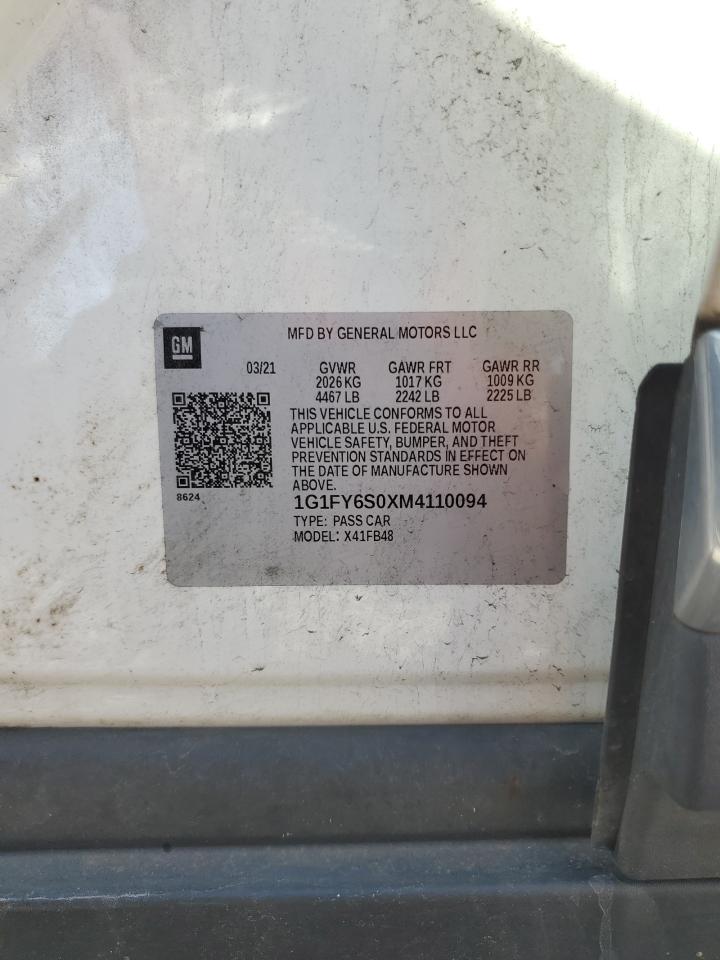 GM
MFD BY GENERAL MOTORS LLC
03/21 GVWR GAWR FRT GAWR RR
2026 KG 1017 KG 1009 KG
4467 LB 2242 LB 2225 LB
THIS VEHICLE CONFORMS TO ALL
APPLICABLE U.S. FEDERAL MOTOR
VEHICLE SAFETY, BUMPER, AND THEFT
PREVENTION STANDARDS IN EFFECT ON
THE DATE OF MANUFACTURE SHOWN
ABOVE.
8624
1G1FY6S0XM4110094
TYPE: PASS CAR
MODEL: X41FB48